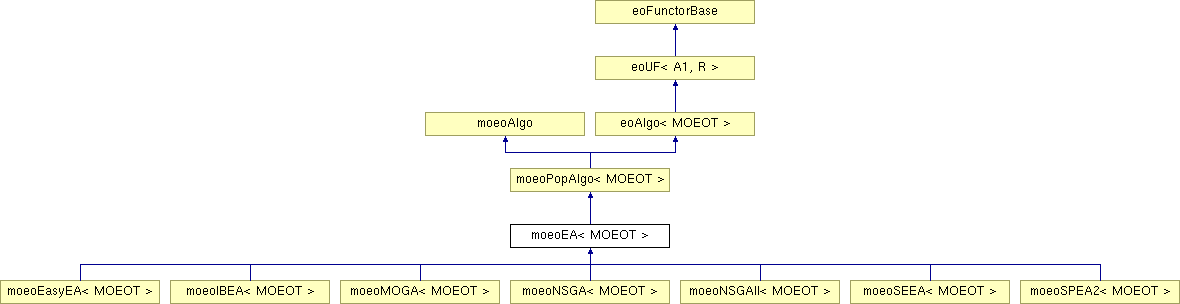 eoFunctorBase
eoUF< A1, R >
moeoAlgo
eoAlgo< MOEOT >
moeoPopAlgo< MOEOT >
moeoEA< MOEOT >
moeoEasyEA< MOEOT >
moeoIBEA< MOEOT >
moeoMOGA< MOEOT >
moeoNSGA< MOEOT >
moeoNSGAII< MOEOT >
moeoSEEA< MOEOT >
moeoSPEA2< MOEOT >